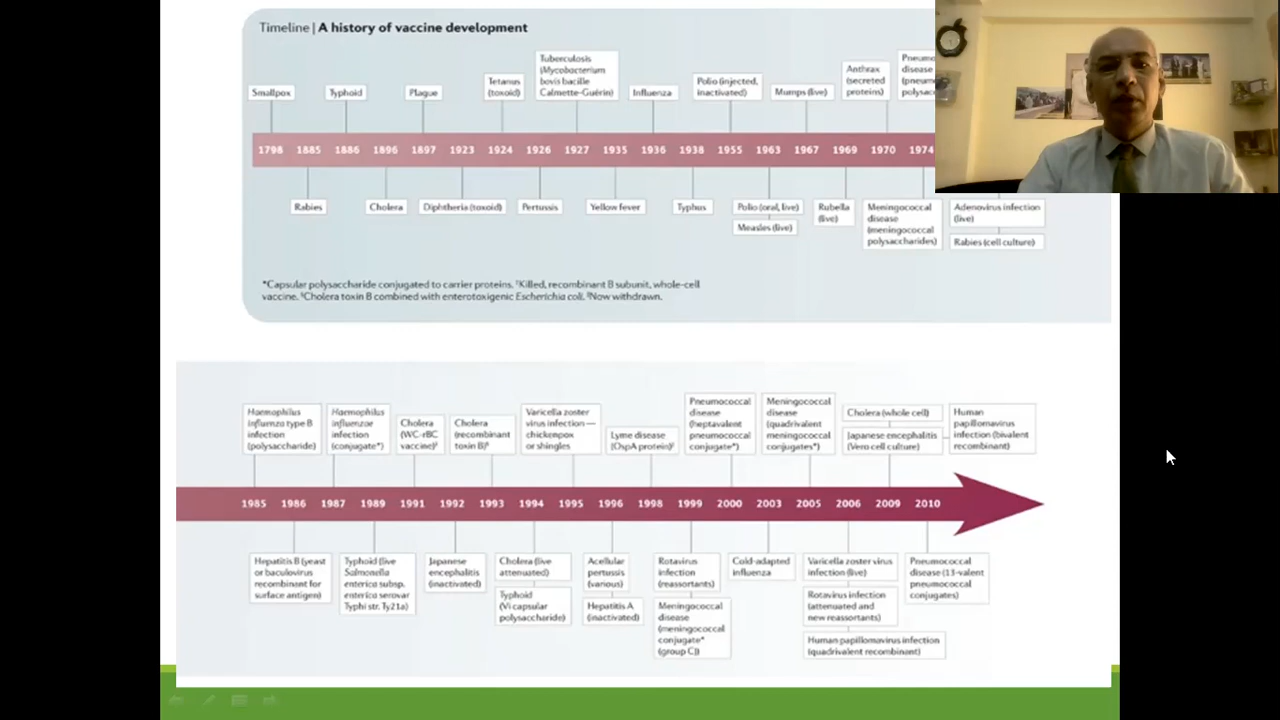 Timeline | A history of vaccine development
Tuberculosis
(Mycobacterium
bovis bacille
Calmette-Guérin)
Tetanus
(toxoid)
Polio (injected,
inactivated)
Anthrax
(secreted
proteins)
disease
Smallpox
Typhoid
Plague
Influenza
Mumps (live)
1798 1885 1886 1896 1897 1923 1924 1926 1927 1935 1936 1938 1955 1963 1967 1969 1970 1974
Rabies
Cholera
Diphtheria (toxoid)
Pertussis
Yellow fever
Typhus
Polio (oral, live)
Measles (live)
Rubella
(live)
Meningococcal
disease
(meningococcal
polysaccharides)
Adenovirus infection
(live)
Rabies (cell culture)
*Capsular polysaccharide conjugated to carrier proteins. ‡Killed, recombinant B subunit, whole-cell
vaccine. §Cholera toxin B combined with enterotoxigenic Escherichia coli. ‖Now withdrawn.
Haemophilus
influenza type B
infection
(polysaccharide)
Haemophilus
influenzae
infection
(conjugate*)
Cholera
(WC-rBC
vaccine)‡
Cholera
(recombinant
toxin B)§
Varicella zoster
virus infection —
chickenpox
or shingles
Lyme disease
(OspA protein)‖
Pneumococcal
disease
(heptavalent
pneumococcal
conjugate*)
Meningococcal
disease
(quadrivalent
meningococcal
conjugates*)
Cholera (whole cell)
Japanese encephalitis
(Vero cell culture)
Human
papillomavirus
infection (bivalent
recombinant)
1985 1986 1987 1989 1991 1992 1993 1994 1995 1996 1998 1999 2000 2003 2005 2006 2009 2010
Hepatitis B (yeast
or baculovirus
recombinant for
surface antigen)
Typhoid (live
Salmonella
enterica subsp.
enterica serovar
Typhi str. Ty21a)
Japanese
encephalitis
(inactivated)
Cholera (live
attenuated)
Typhoid
(Vi capsular
polysaccharide)
Acellular
pertussis
(various)
Hepatitis A
(inactivated)
Rotavirus
infection
(reassortants)
Meningococcal
disease
(meningococcal
conjugate*
(group C))
Cold-adapted
influenza
Varicella zoster virus
infection (live)
Rotavirus infection
(attenuated and
new reassortants)
Human papillomavirus infection
(quadrivalent recombinant)
Pneumococcal
disease (13-valent
pneumococcal
conjugates)